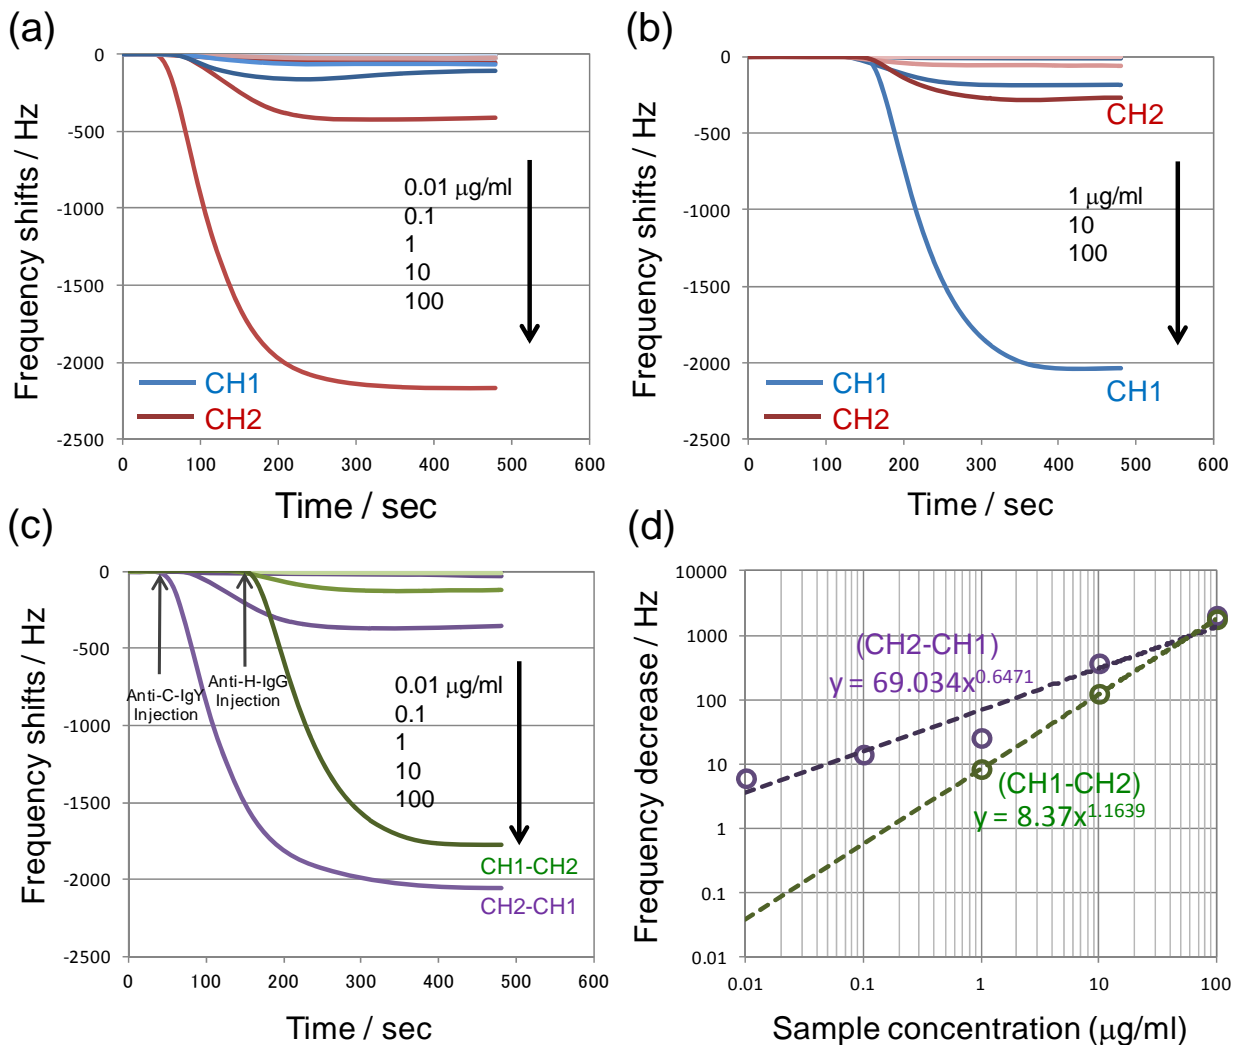 (a)
Frequency shifts / Hz
0
-500
-1000
-1500
-2000
-2500
0.01 μg/ml
0.1
1
10
100
CH1
CH2
0 100 200 300 400 500 600
Time / sec
(b)
Frequency shifts / Hz
0
-500
-1000
-1500
-2000
-2500
CH2
1 μg/ml
10
100
CH1
CH2
CH1
0 100 200 300 400 500 600
Time / sec
(c)
Frequency shifts / Hz
0
-500
-1000
-1500
-2000
-2500
Anti-C-IgY
Injection
Anti-H-IgG
Injection
0.01 μg/ml
0.1
1
10
100
CH1-CH2
CH2-CH1
0 100 200 300 400 500 600
Time / sec
(d)
Frequency decrease / Hz
10000
1000
100
10
1
0.1
0.01
(CH2-CH1)
y = 69.034x^0.6471
(CH1-CH2)
y = 8.37x^1.1639
0.01 0.1 1 10 100
Sample concentration (μg/ml)